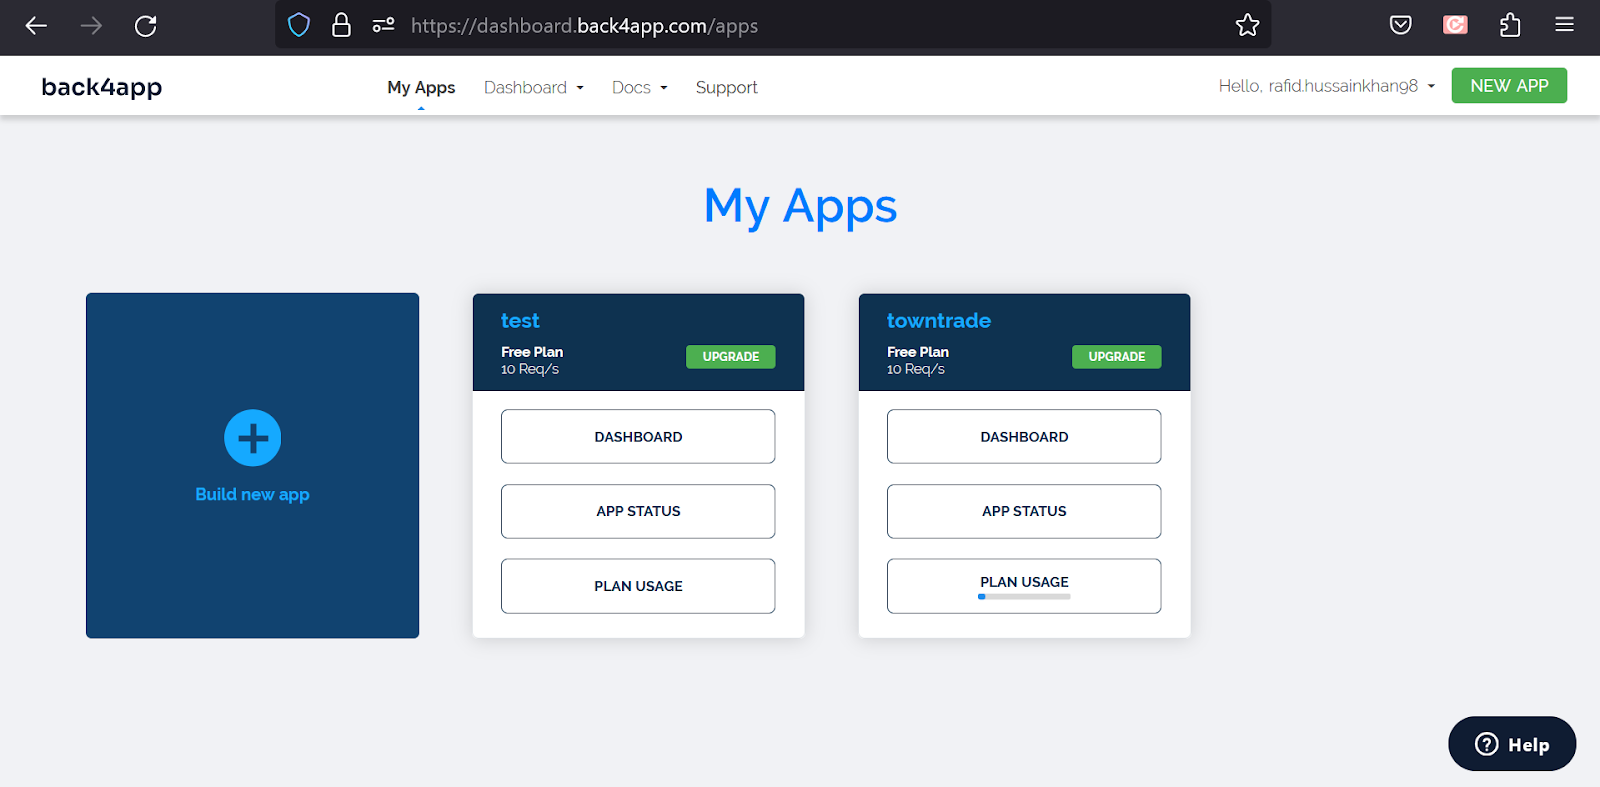 https://dashboard.back4app.com/apps
back4app
My Apps
Dashboard
Docs
Support
Hello, rafid.hussainkhan98
NEW APP
My Apps
Build new app
test
Free Plan
10 Req/s
UPGRADE
DASHBOARD
APP STATUS
PLAN USAGE
towntrade
Free Plan
10 Req/s
UPGRADE
DASHBOARD
APP STATUS
PLAN USAGE
? Help